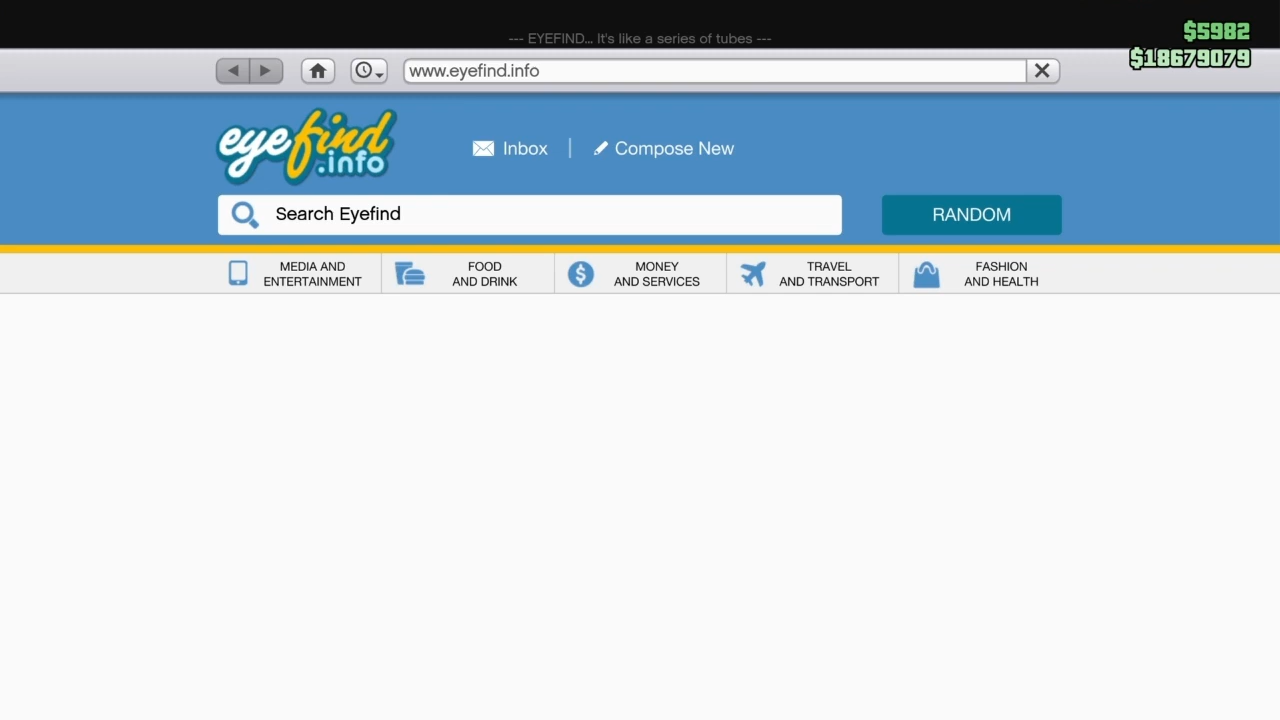 --- EYEFIND... It's like a series of tubes ---
$5982
$18679079
www.eyefind.info
eyefind
.info
Inbox
Compose New
Search Eyefind
RANDOM
MEDIA AND
ENTERTAINMENT
FOOD
AND DRINK
MONEY
AND SERVICES
TRAVEL
AND TRANSPORT
FASHION
AND HEALTH